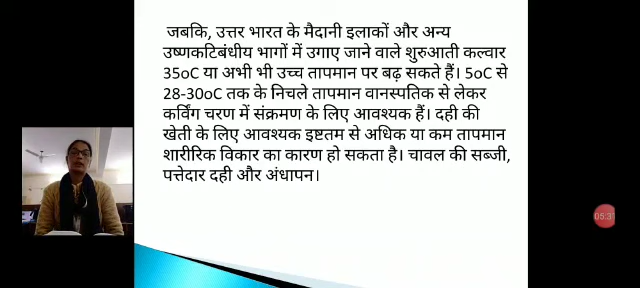 जबकि, उत्तर भारत के मैदानी इलाकों और अन्य
उष्णकटिबंधीय भागों में उगाए जाने वाले शुरुआती कल्वार
35oC या अभी भी उच्च तापमान पर बढ़ सकते हैं। 5oC से
28-30oC तक के निचले तापमान वानस्पतिक से लेकर
कर्विंग चरण में संक्रमण के लिए आवश्यक हैं। दही की
खेती के लिए आवश्यक इष्टतम से अधिक या कम तापमान
शारीरिक विकार का कारण हो सकता है। चावल की सब्जी,
पत्तेदार दही और अंधापन।
05:31